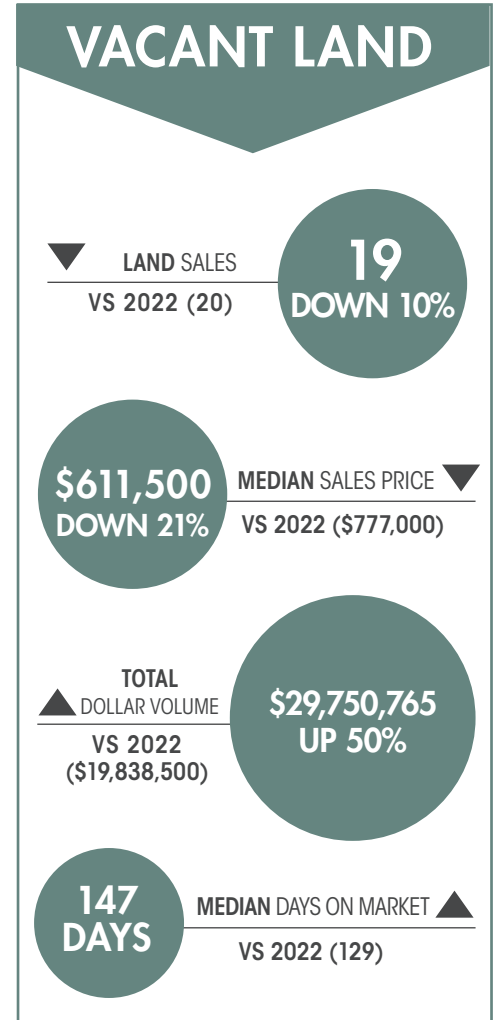 VACANT LAND
LAND SALES
VS 2022 (20)
19
DOWN 10%
$611,500
DOWN 21%
MEDIAN SALES PRICE
VS 2022 ($777,000)
TOTAL
DOLLAR VOLUME
VS 2022
($19,838,500)
$29,750,765
UP 50%
147
DAYS
MEDIAN DAYS ON MARKET
VS 2022 (129)